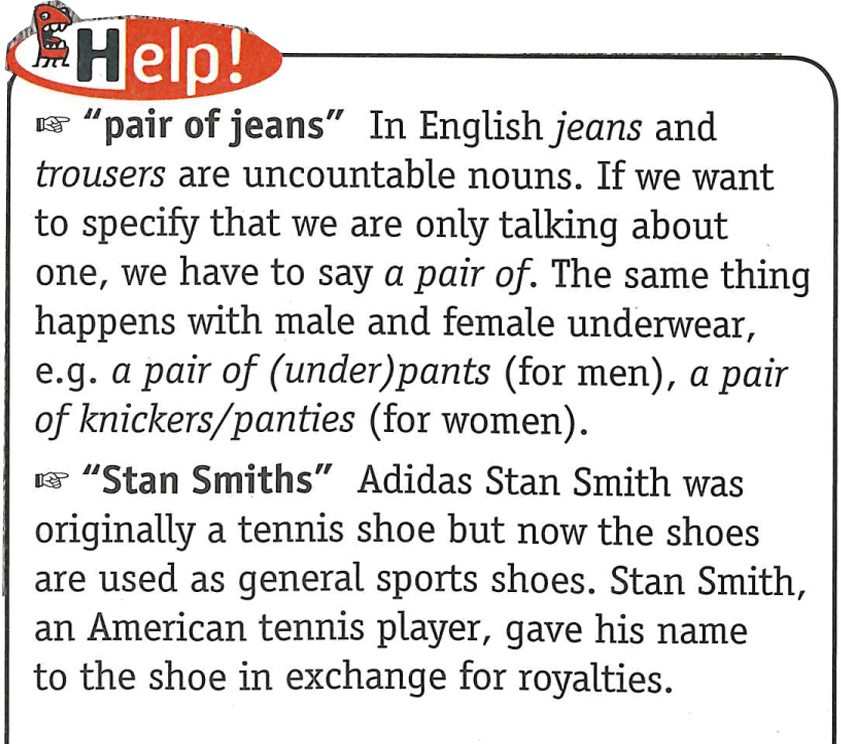 Help!
☞ “pair of jeans” In English jeans and
trousers are uncountable nouns. If we want
to specify that we are only talking about
one, we have to say a pair of. The same thing
happens with male and female underwear,
e.g. a pair of (under)pants (for men), a pair
of knickers/panties (for women).
☞ “Stan Smiths” Adidas Stan Smith was
originally a tennis shoe but now the shoes
are used as general sports shoes. Stan Smith,
an American tennis player, gave his name
to the shoe in exchange for royalties.